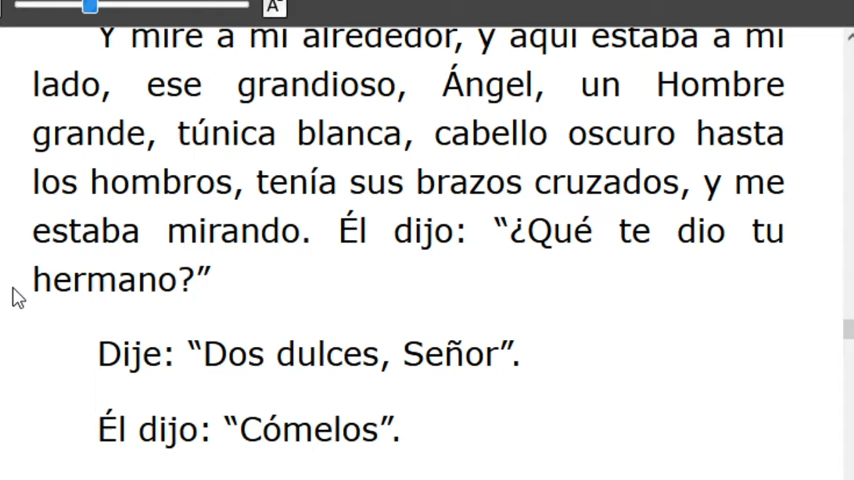 A
Y miré a mi alrededor, y aquí estaba a mi
lado, ese grandioso, Ángel, un Hombre
grande, túnica blanca, cabello oscuro hasta
los hombros, tenía sus brazos cruzados, y me
estaba mirando. Él dijo: “¿Qué te dio tu
hermano?”
Dije: “Dos dulces, Señor”.
Él dijo: “Cómelos”.